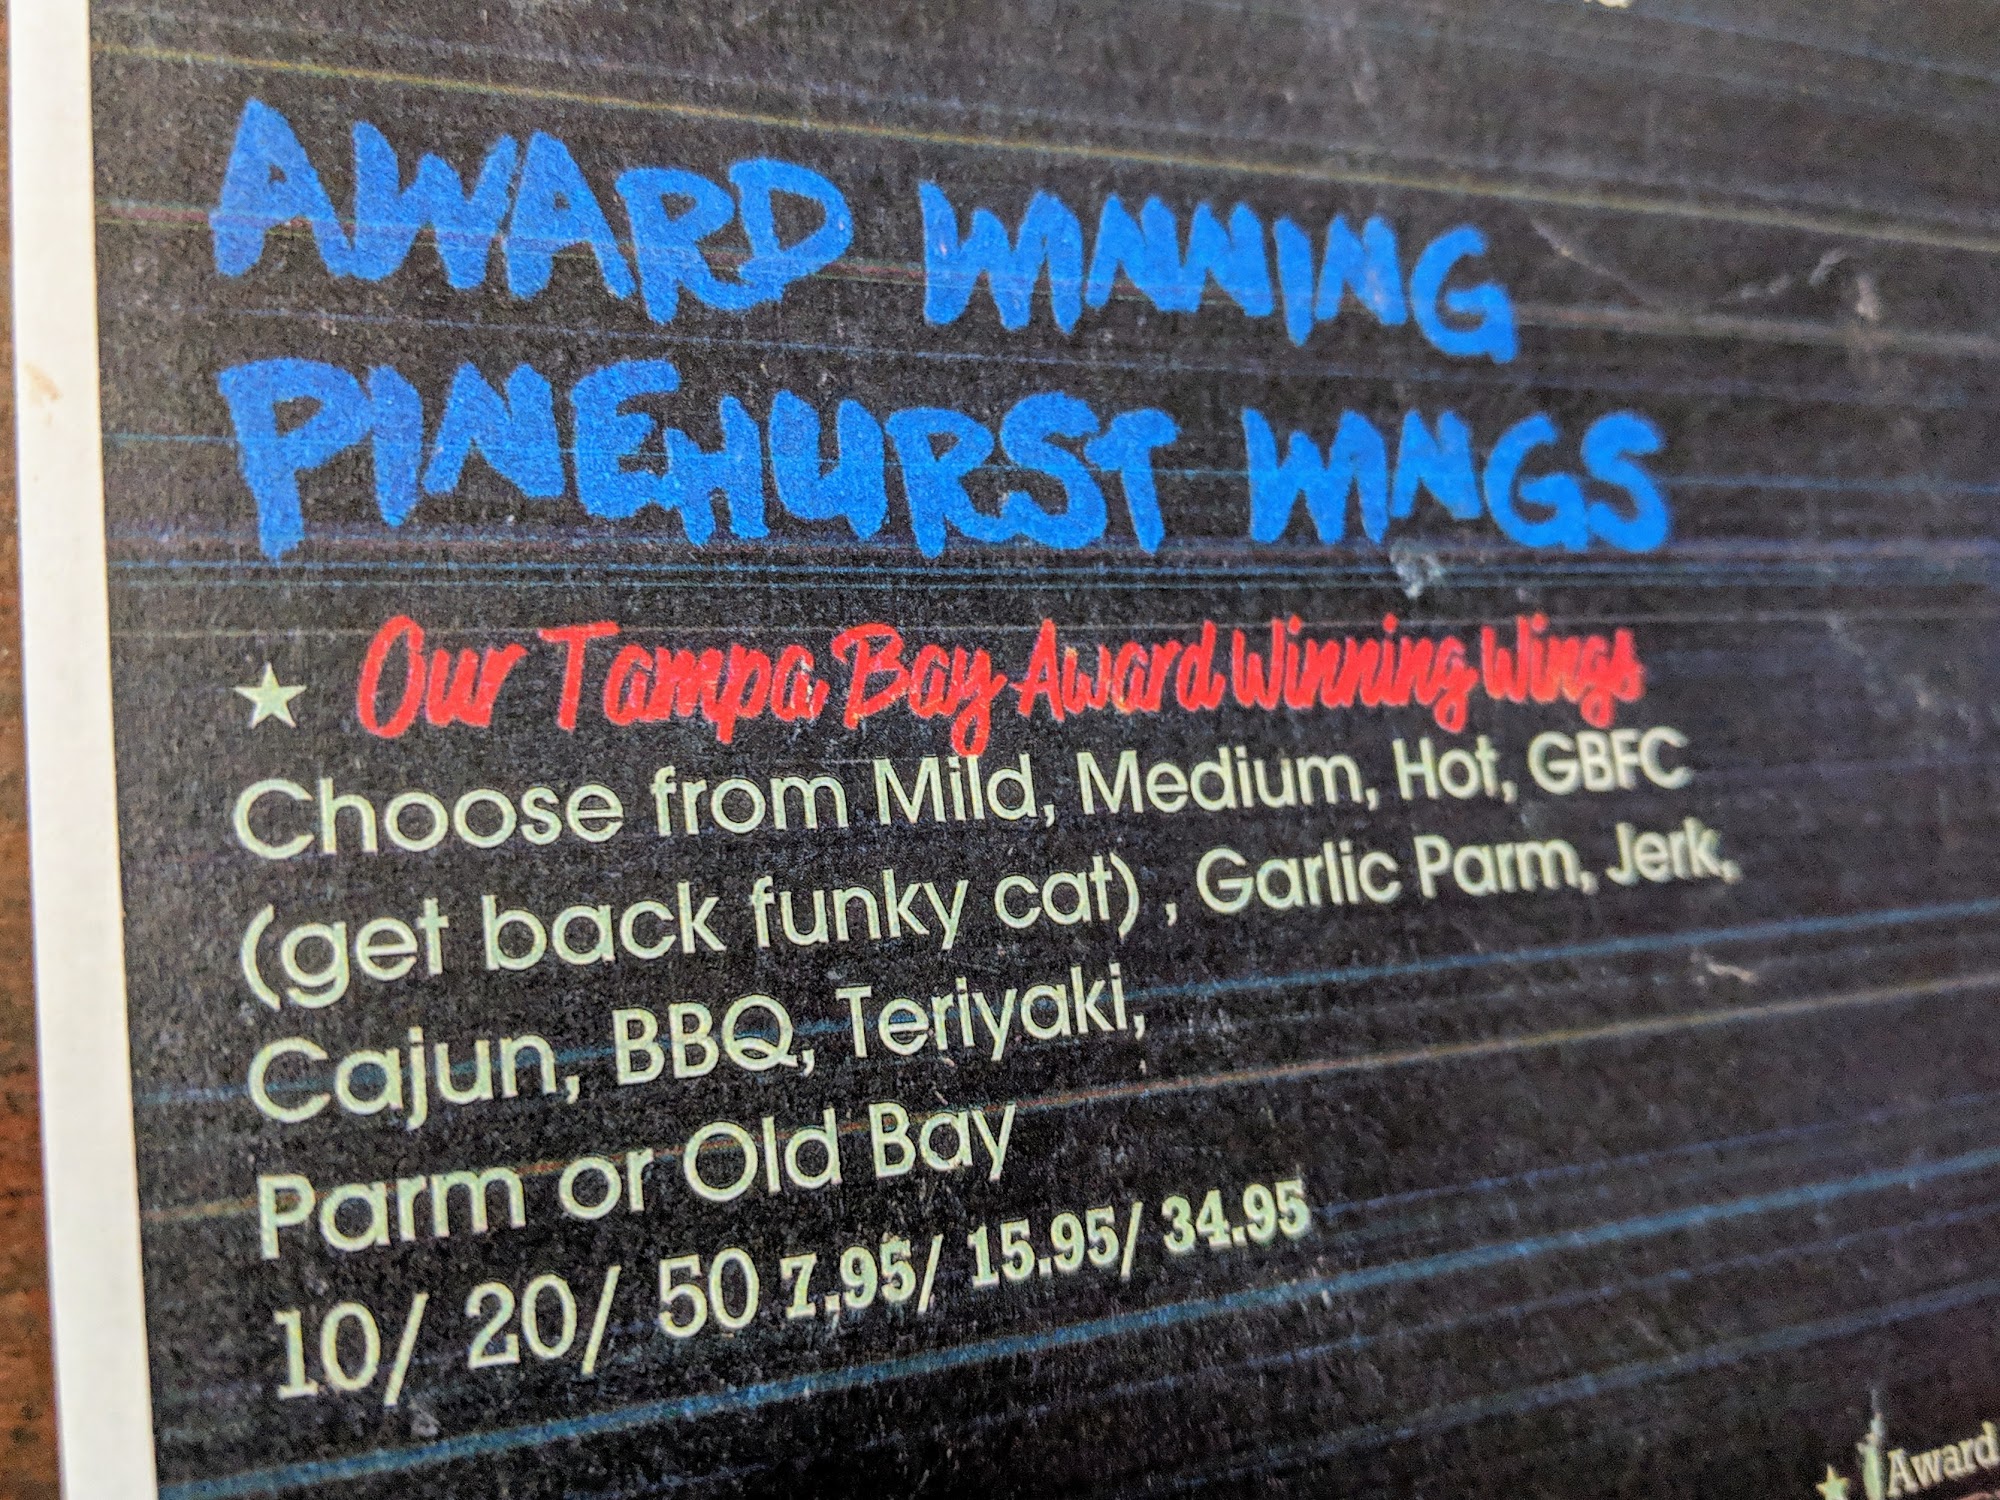 AWARD WINNING
PINEHURST WINGS
★ Our Tampa Bay Award Winning Wings
Choose from Mild, Medium, Hot, GBFC
(get back funky cat) , Garlic Parm, Jerk,
Cajun, BBQ, Teriyaki,
Parm or Old Bay
10/ 20/ 50 7.95/ 15.95/ 34.95
★ Award